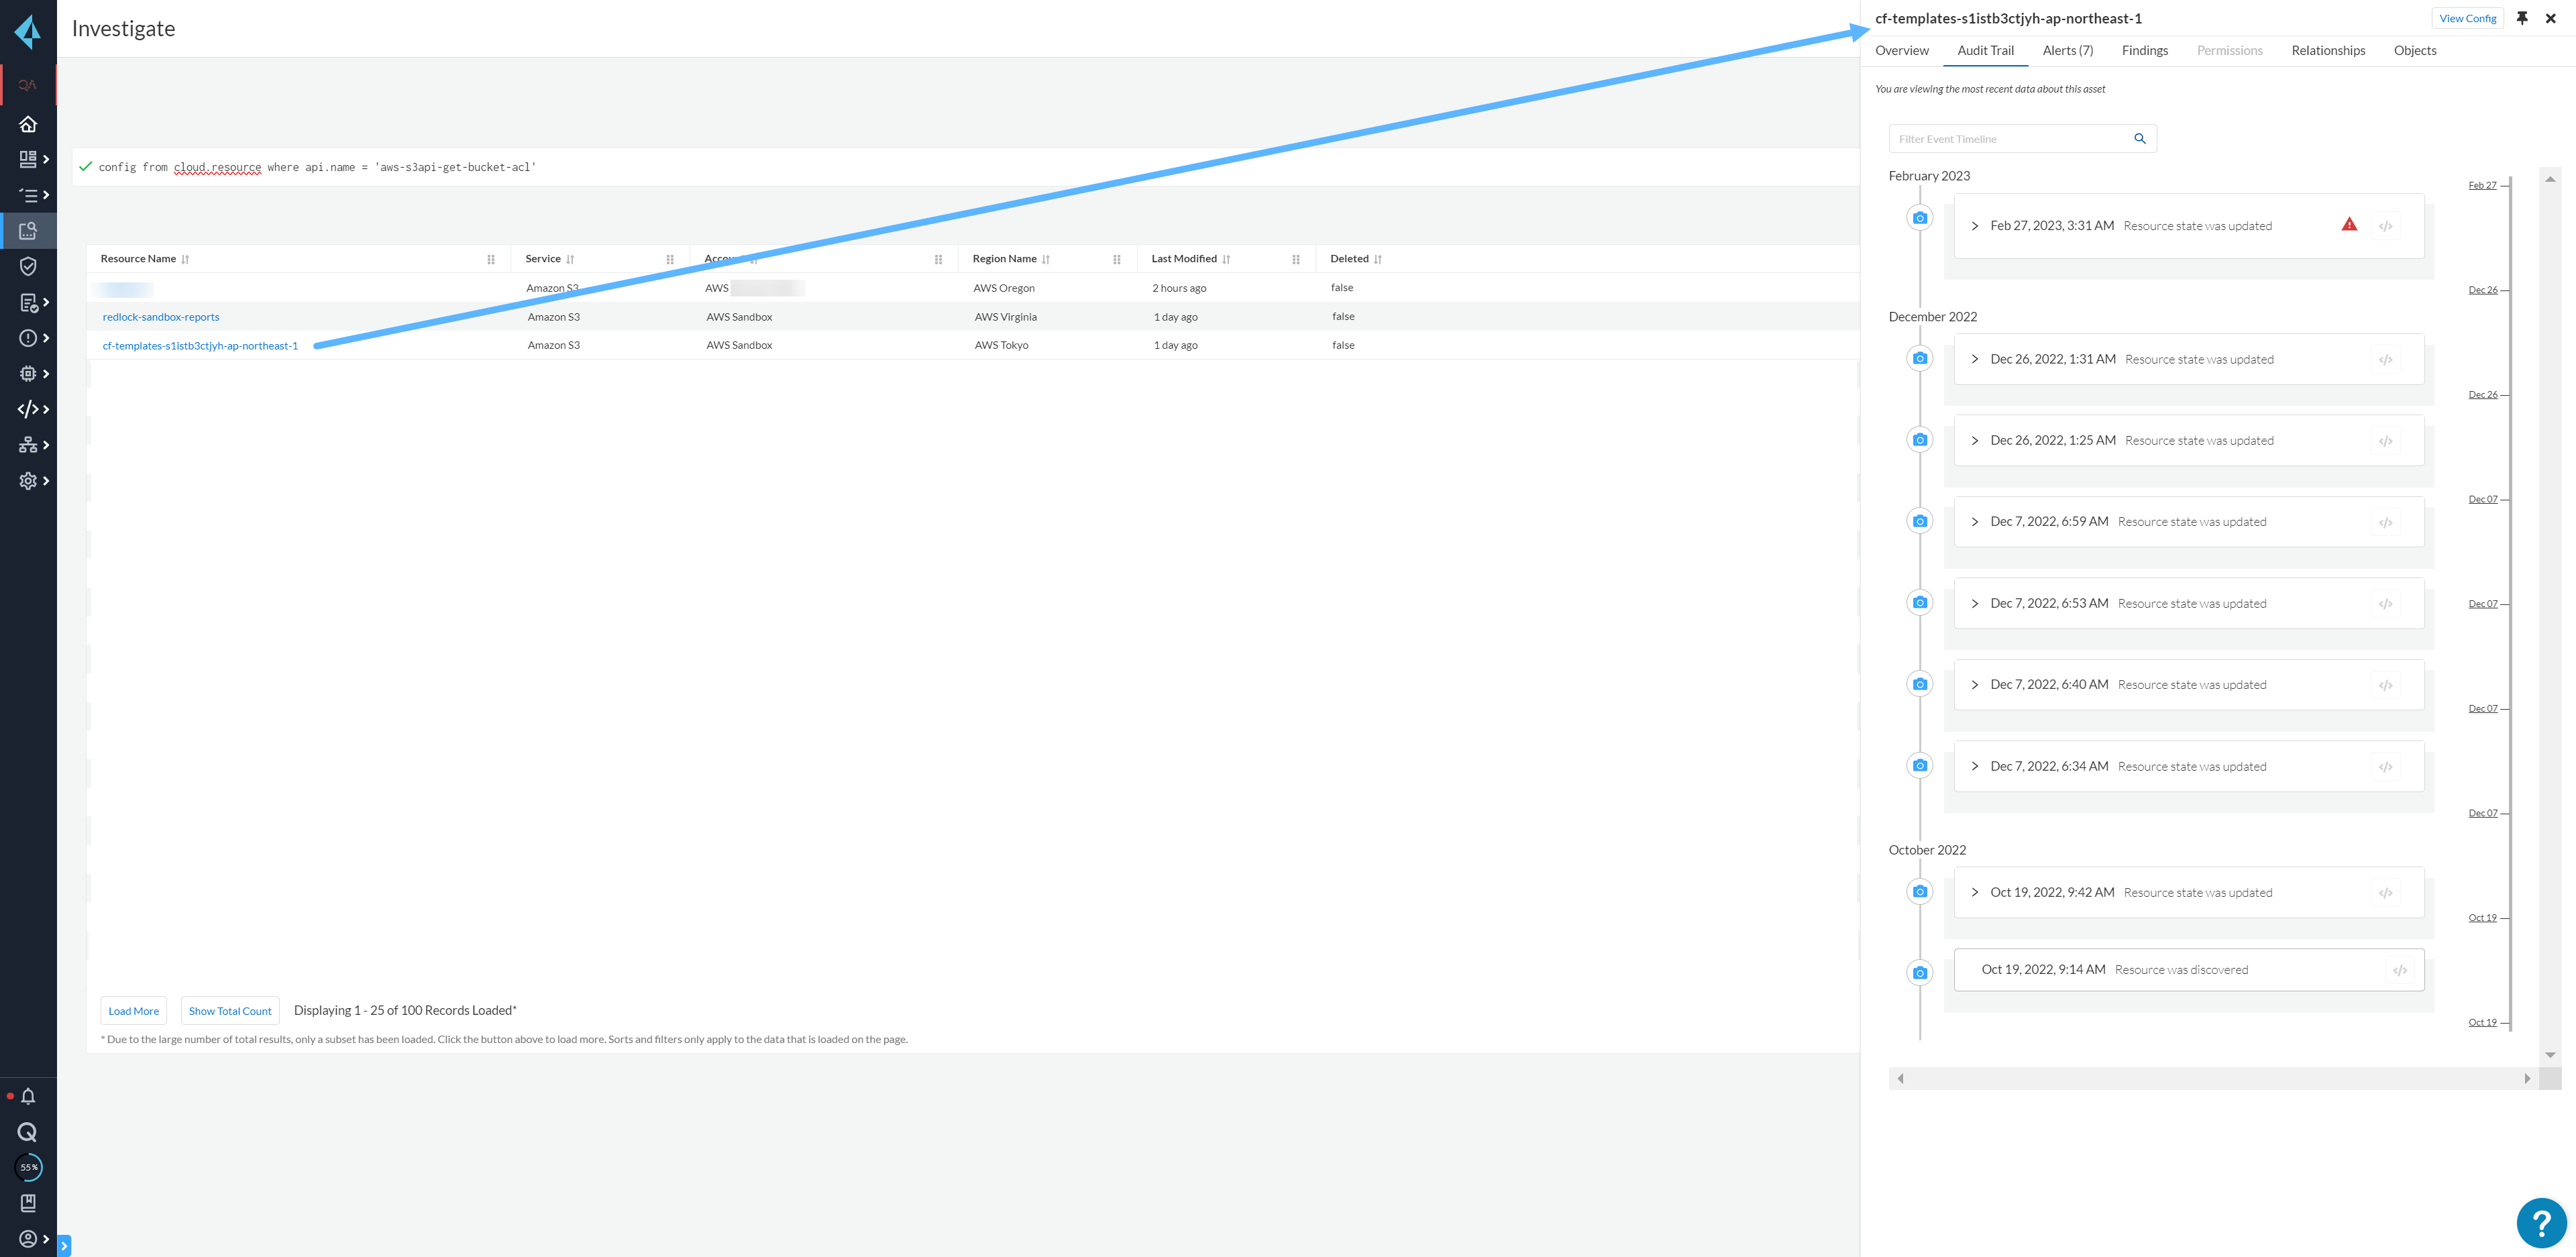 Investigate
QA
config from cloud.resource where api.name = 'aws-s3api-get-bucket-acl'
Resource Name Service Account Region Name Last Modified Deleted
Amazon S3 AWS AWS Oregon 2 hours ago false
redlock-sandbox-reports Amazon S3 AWS Sandbox AWS Virginia 1 day ago false
cf-templates-s1istb3ctjyh-ap-northeast-1 Amazon S3 AWS Sandbox AWS Tokyo 1 day ago false
Load More Show Total Count Displaying 1 - 25 of 100 Records Loaded*
* Due to the large number of total results, only a subset has been loaded. Click the button above to load more. Sorts and filters only apply to the data that is loaded on the page.
55%
cf-templates-s1istb3ctjyh-ap-northeast-1 View Config
Overview Audit Trail Alerts (7) Findings Permissions Relationships Objects
You are viewing the most recent data about this asset
Filter Event Timeline
February 2023
Feb 27
Feb 27, 2023, 3:31 AM Resource state was updated
Dec 26
December 2022
Dec 26, 2022, 1:31 AM Resource state was updated
Dec 26
Dec 26, 2022, 1:25 AM Resource state was updated
Dec 07
Dec 7, 2022, 6:59 AM Resource state was updated
Dec 7, 2022, 6:53 AM Resource state was updated
Dec 07
Dec 7, 2022, 6:40 AM Resource state was updated
Dec 07
Dec 7, 2022, 6:34 AM Resource state was updated
Dec 07
October 2022
Oct 19, 2022, 9:42 AM Resource state was updated
Oct 19
Oct 19, 2022, 9:14 AM Resource was discovered
Oct 19
?